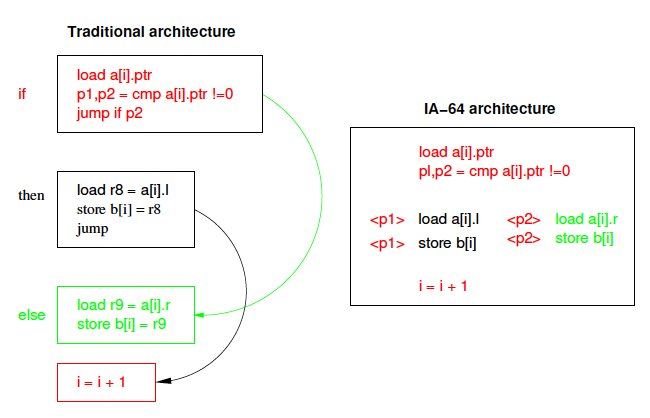 Traditional architecture
if
load a[i].ptr
p1,p2 = cmp a[i].ptr !=0
jump if p2
then
load r8 = a[i].l
store b[i] = r8
jump
else
load r9 = a[i].r
store b[i] = r9
i = i + 1
IA−64 architecture
load a[i].ptr
pl,p2 = cmp a[i].ptr !=0
<p1> load a[i].l <p2> load a[i].r
<p1> store b[i] <p2> store b[i]
i = i + 1